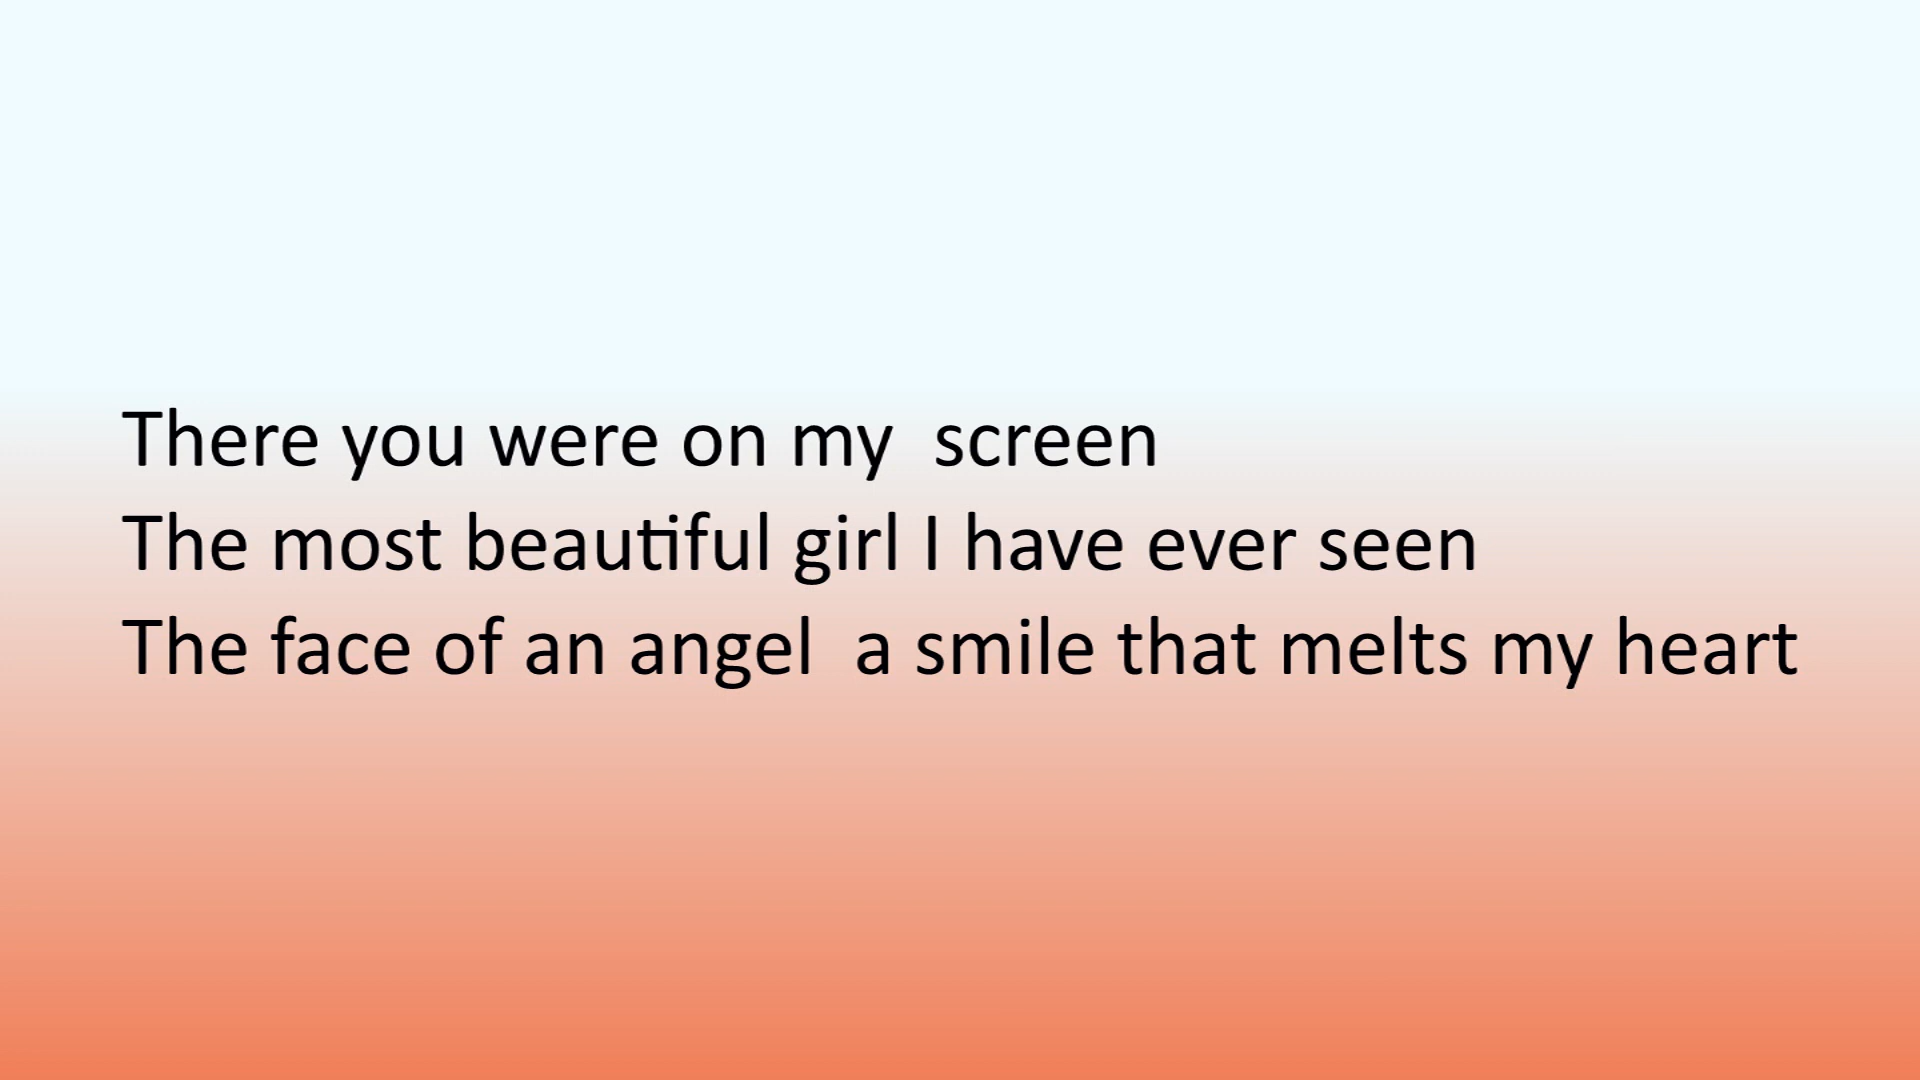 There you were on my  screen
The most beautiful girl I have ever seen
The face of an angel  a smile that melts my heart